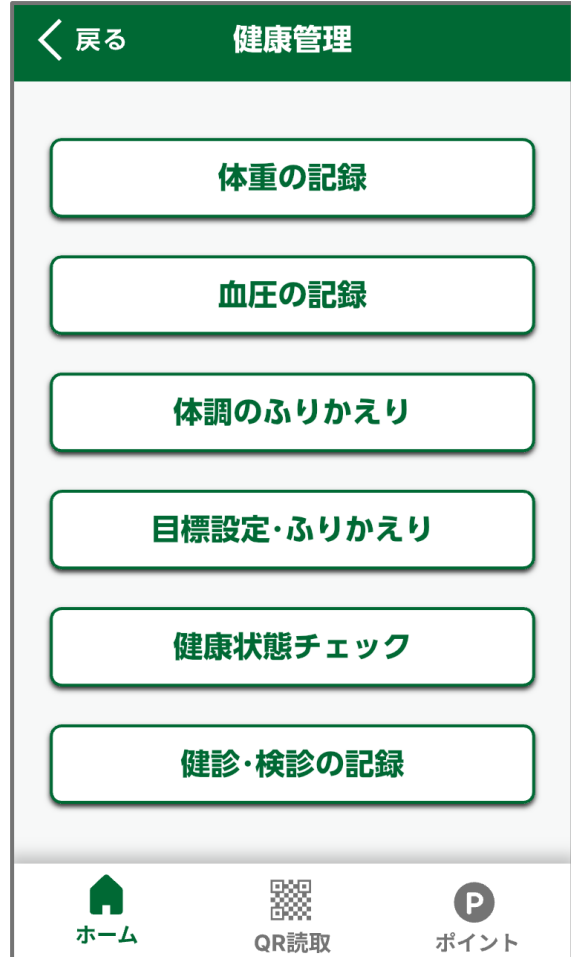 戻る 健康管理
体重の記録
血圧の記録
体調のふりかえり
目標設定・ふりかえり
健康状態チェック
健診・検診の記録
ホーム QR読取 ポイント